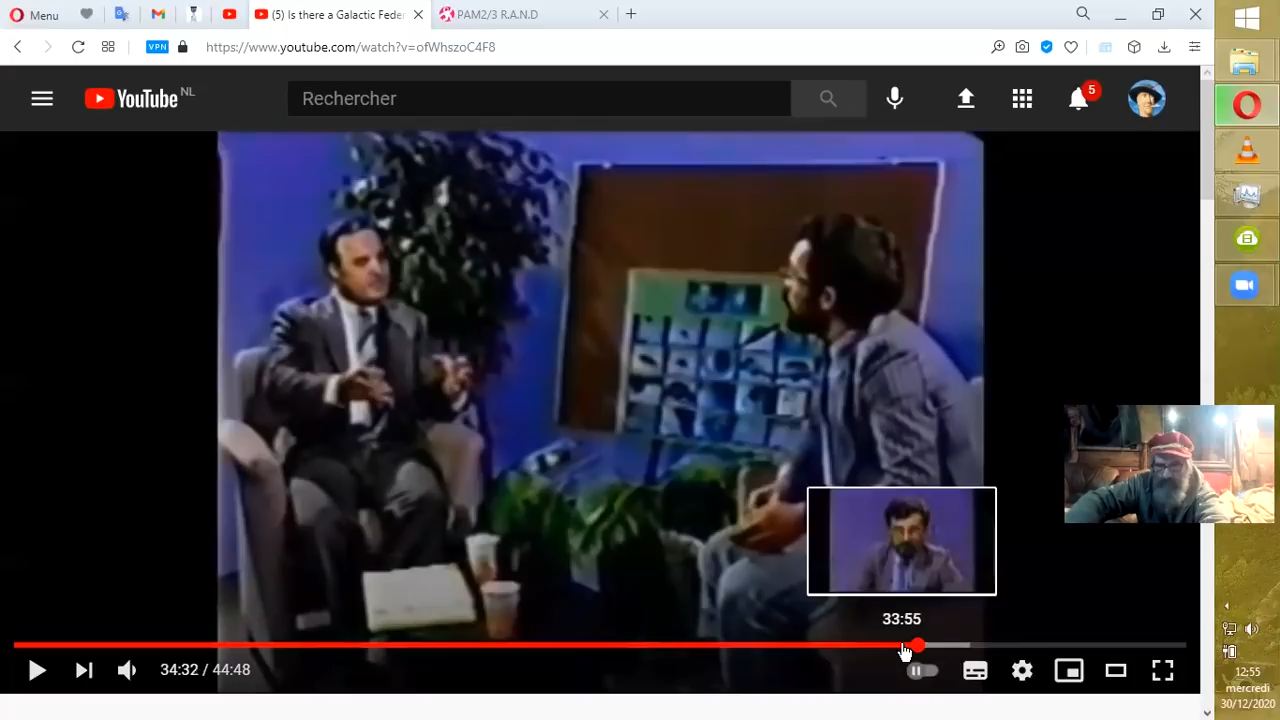 Menu
(5) Is there a Galactic Feder
PAM2/3 R.A.N.D
VPN
https://www.youtube.com/watch?v=ofWhszoC4F8
YouTube NL
Rechercher
5
33:55
34:32 / 44:48
12:55
mercredi
30/12/2020